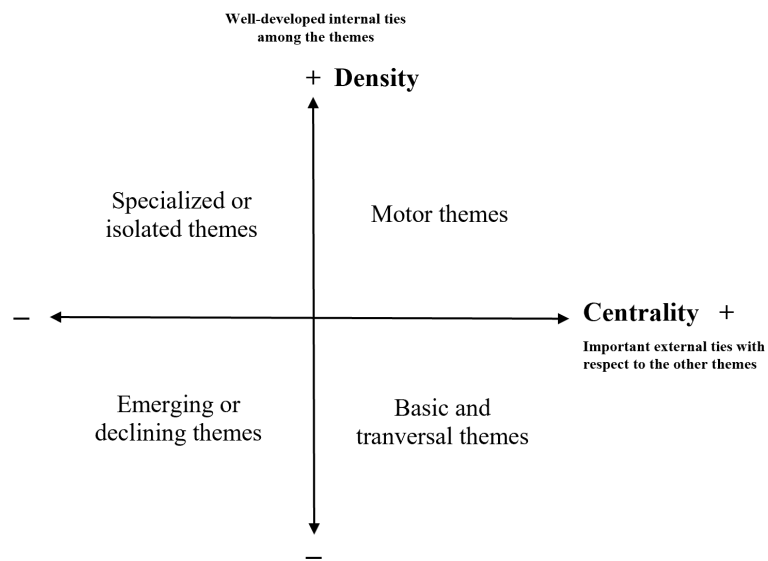 Well-developed internal ties
among the themes
+ Density
Specialized or
isolated themes
Motor themes
– Centrality +
Important external ties with
respect to the other themes
Emerging or
declining themes
Basic and
tranversal themes
–